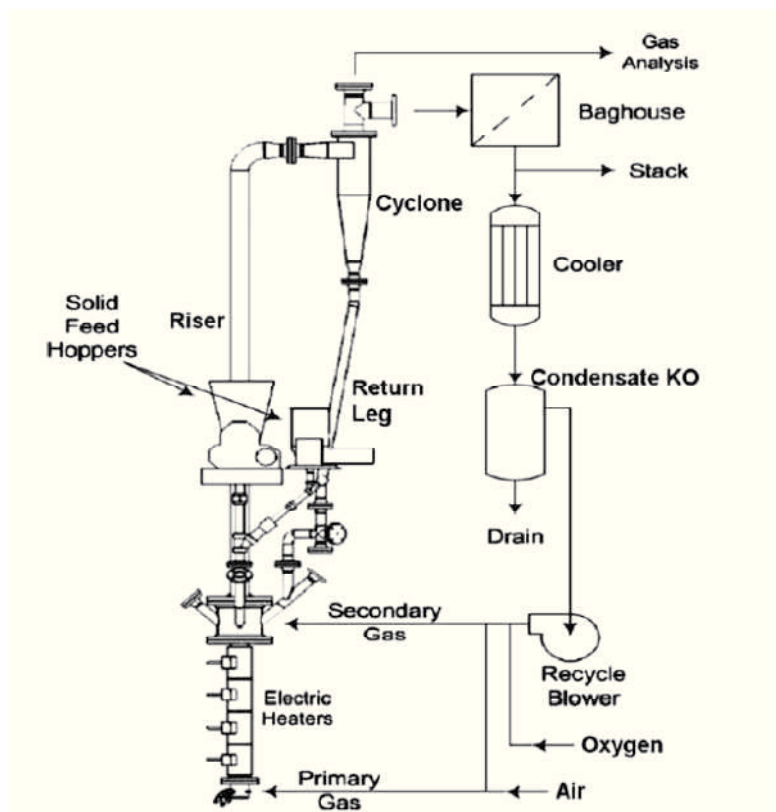 Gas
Analysis
Baghouse
Stack
Cyclone
Cooler
Solid
Feed
Hoppers
Riser
Return
Leg
Condensate KO
Drain
Secondary
Gas
Recycle
Blower
Electric
Heaters
Oxygen
Primary
Gas
Air